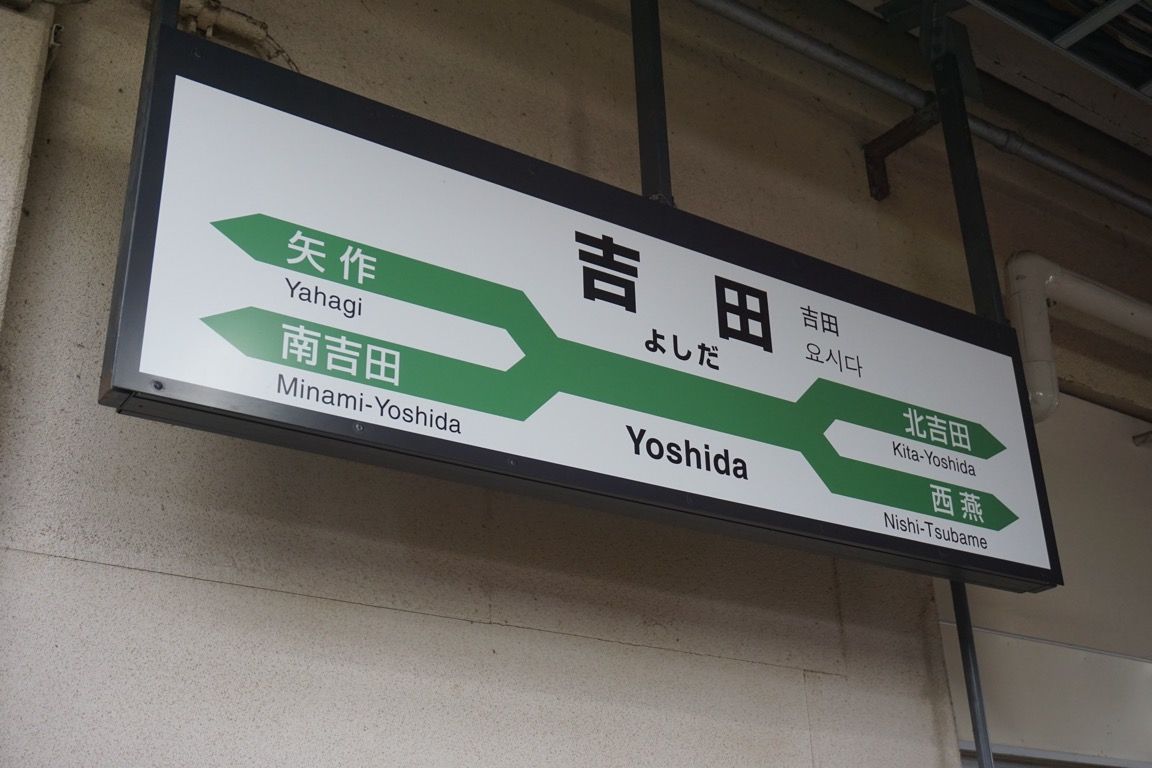 吉田
よしだ
吉田
요시다
Yoshida
矢作
Yahagi
南吉田
Minami-Yoshida
北吉田
Kita-Yoshida
西燕
Nishi-Tsubame